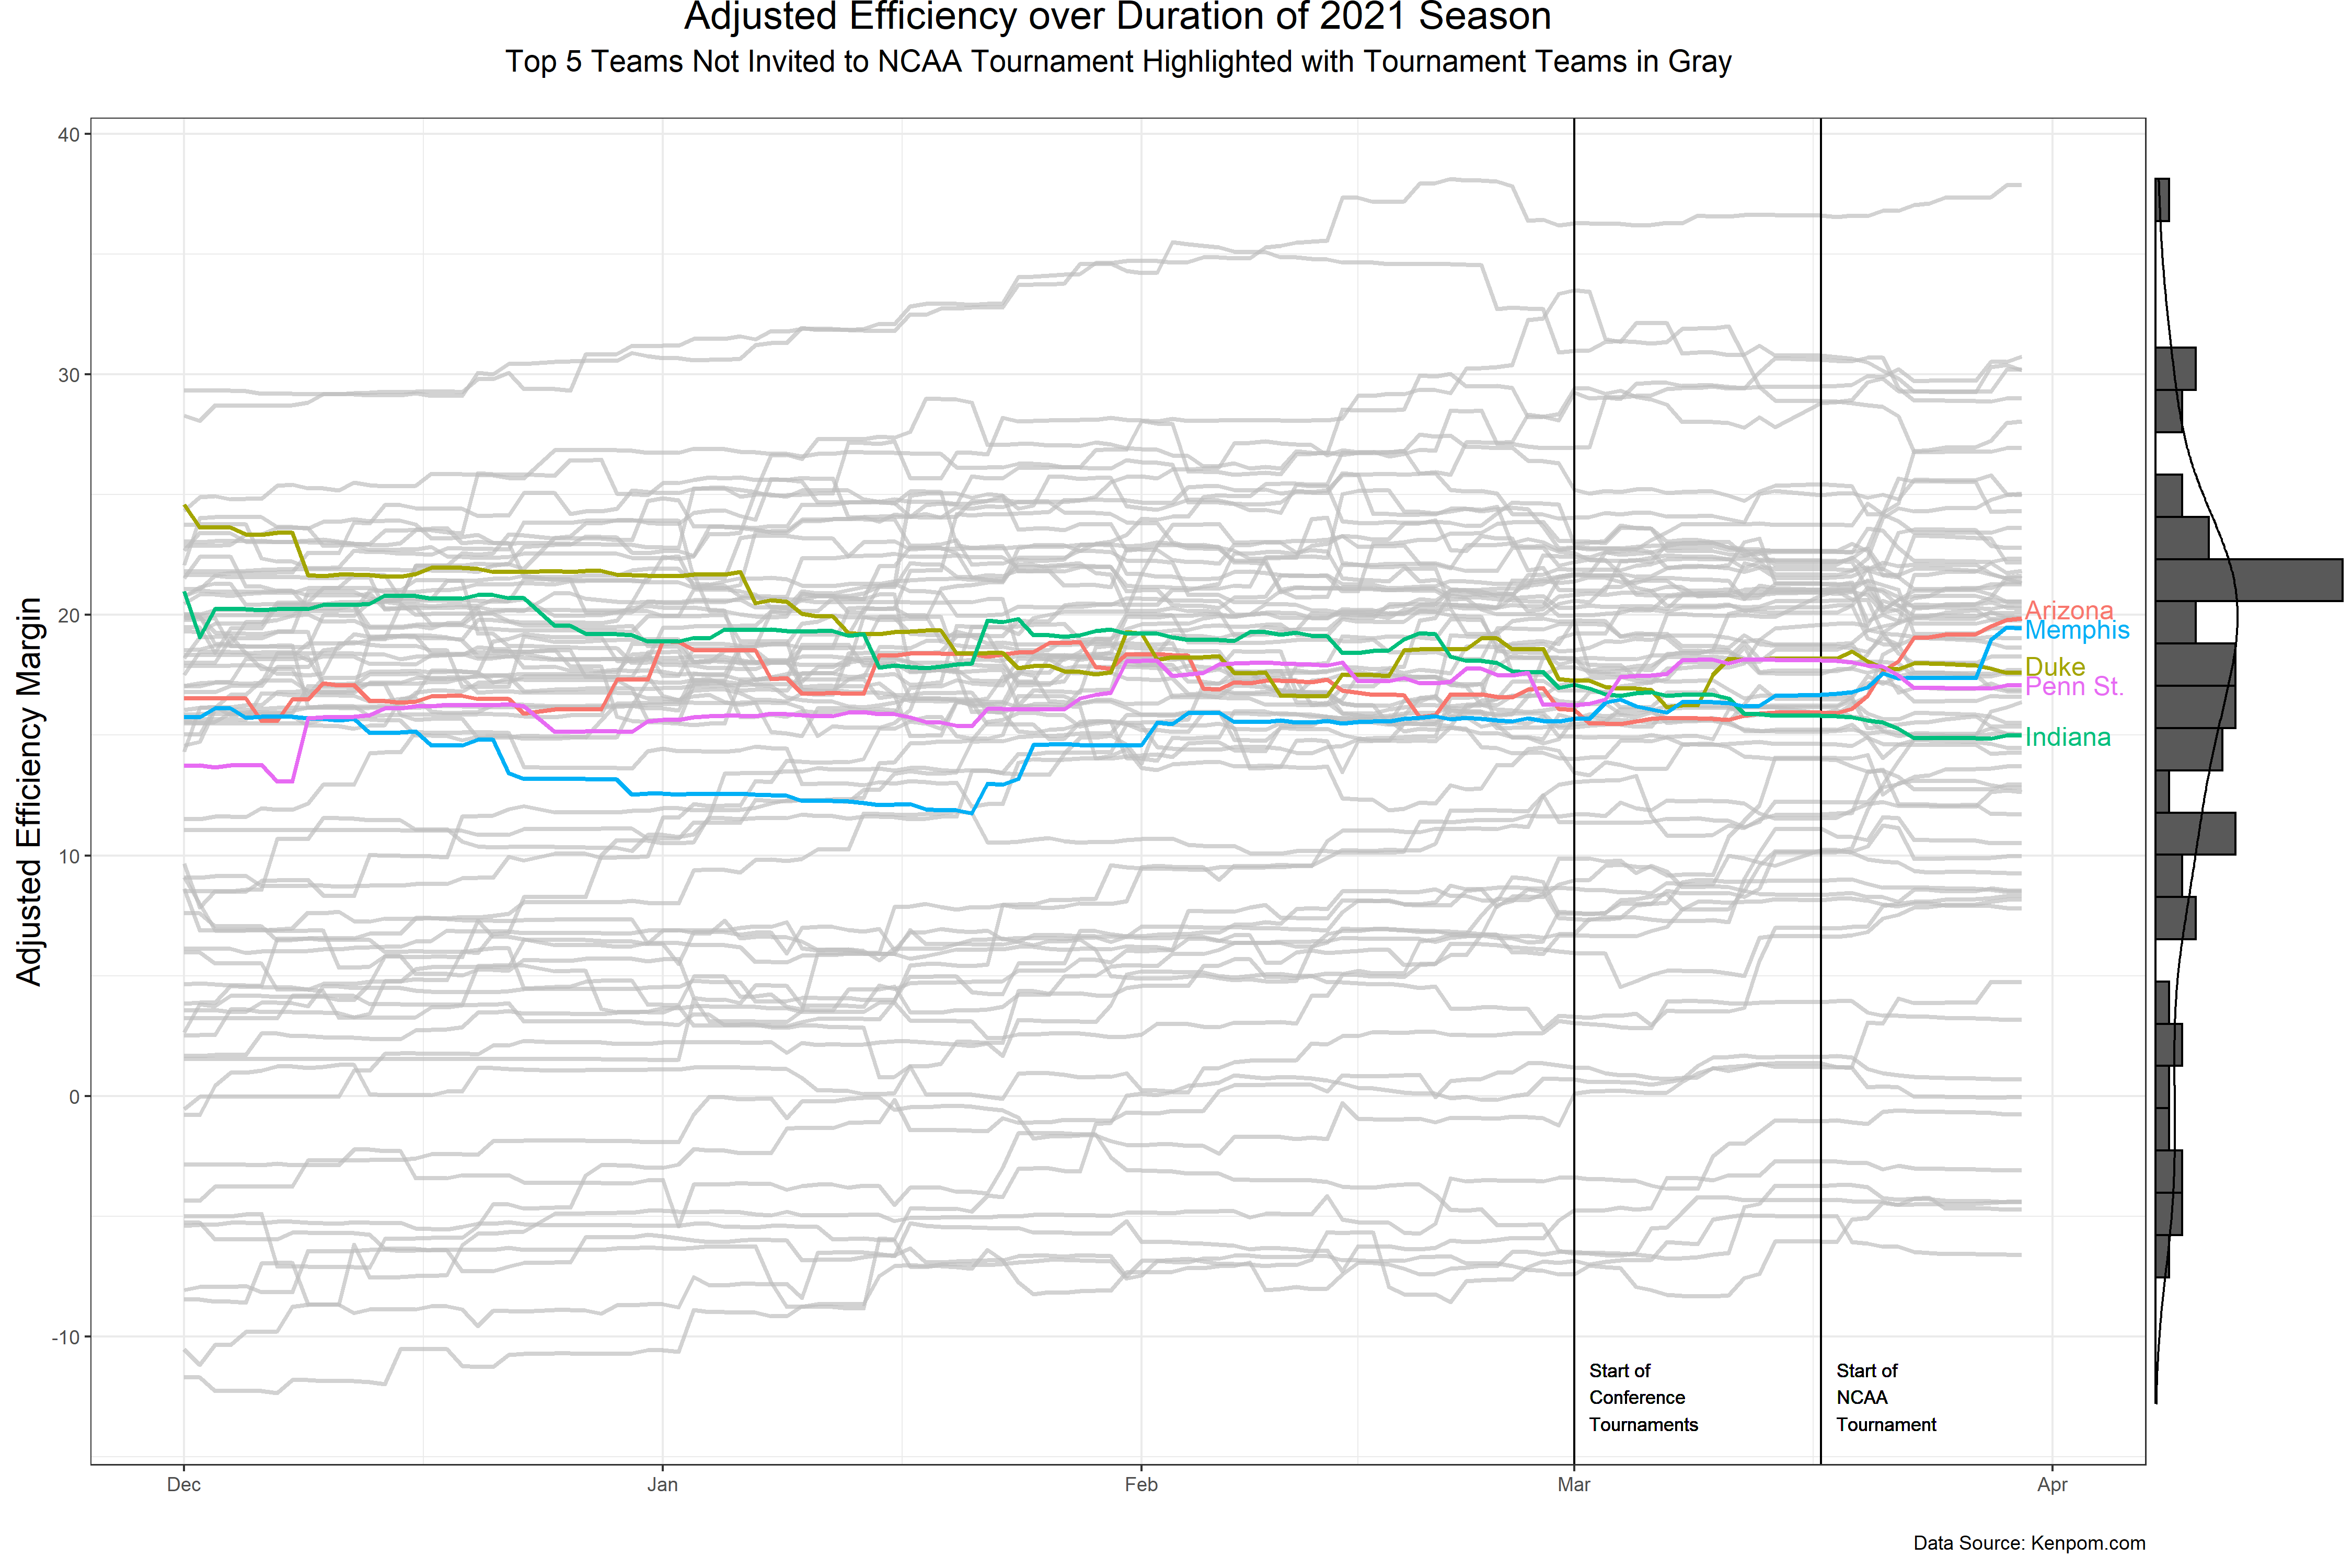 Adjusted Efficiency over Duration of 2021 Season
Top 5 Teams Not Invited to NCAA Tournament Highlighted with Tournament Teams in Gray
Adjusted Efficiency Margin
40
30
20
10
0
-10
Arizona
Memphis
Duke
Penn St.
Indiana
Start of
Conference
Tournaments
Start of
NCAA
Tournament
Dec
Jan
Feb
Mar
Apr
Data Source: Kenpom.com